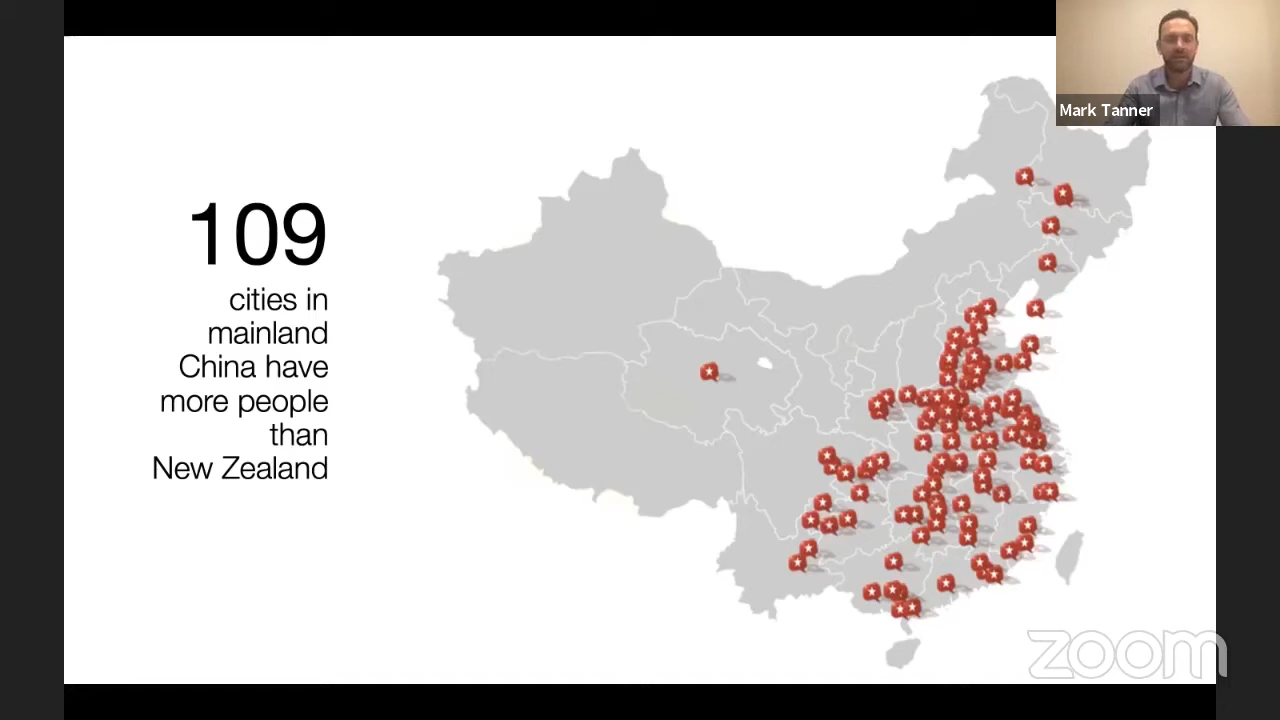 Mark Tanner
109
cities in
mainland
China have
more people
than
New Zealand
zoom